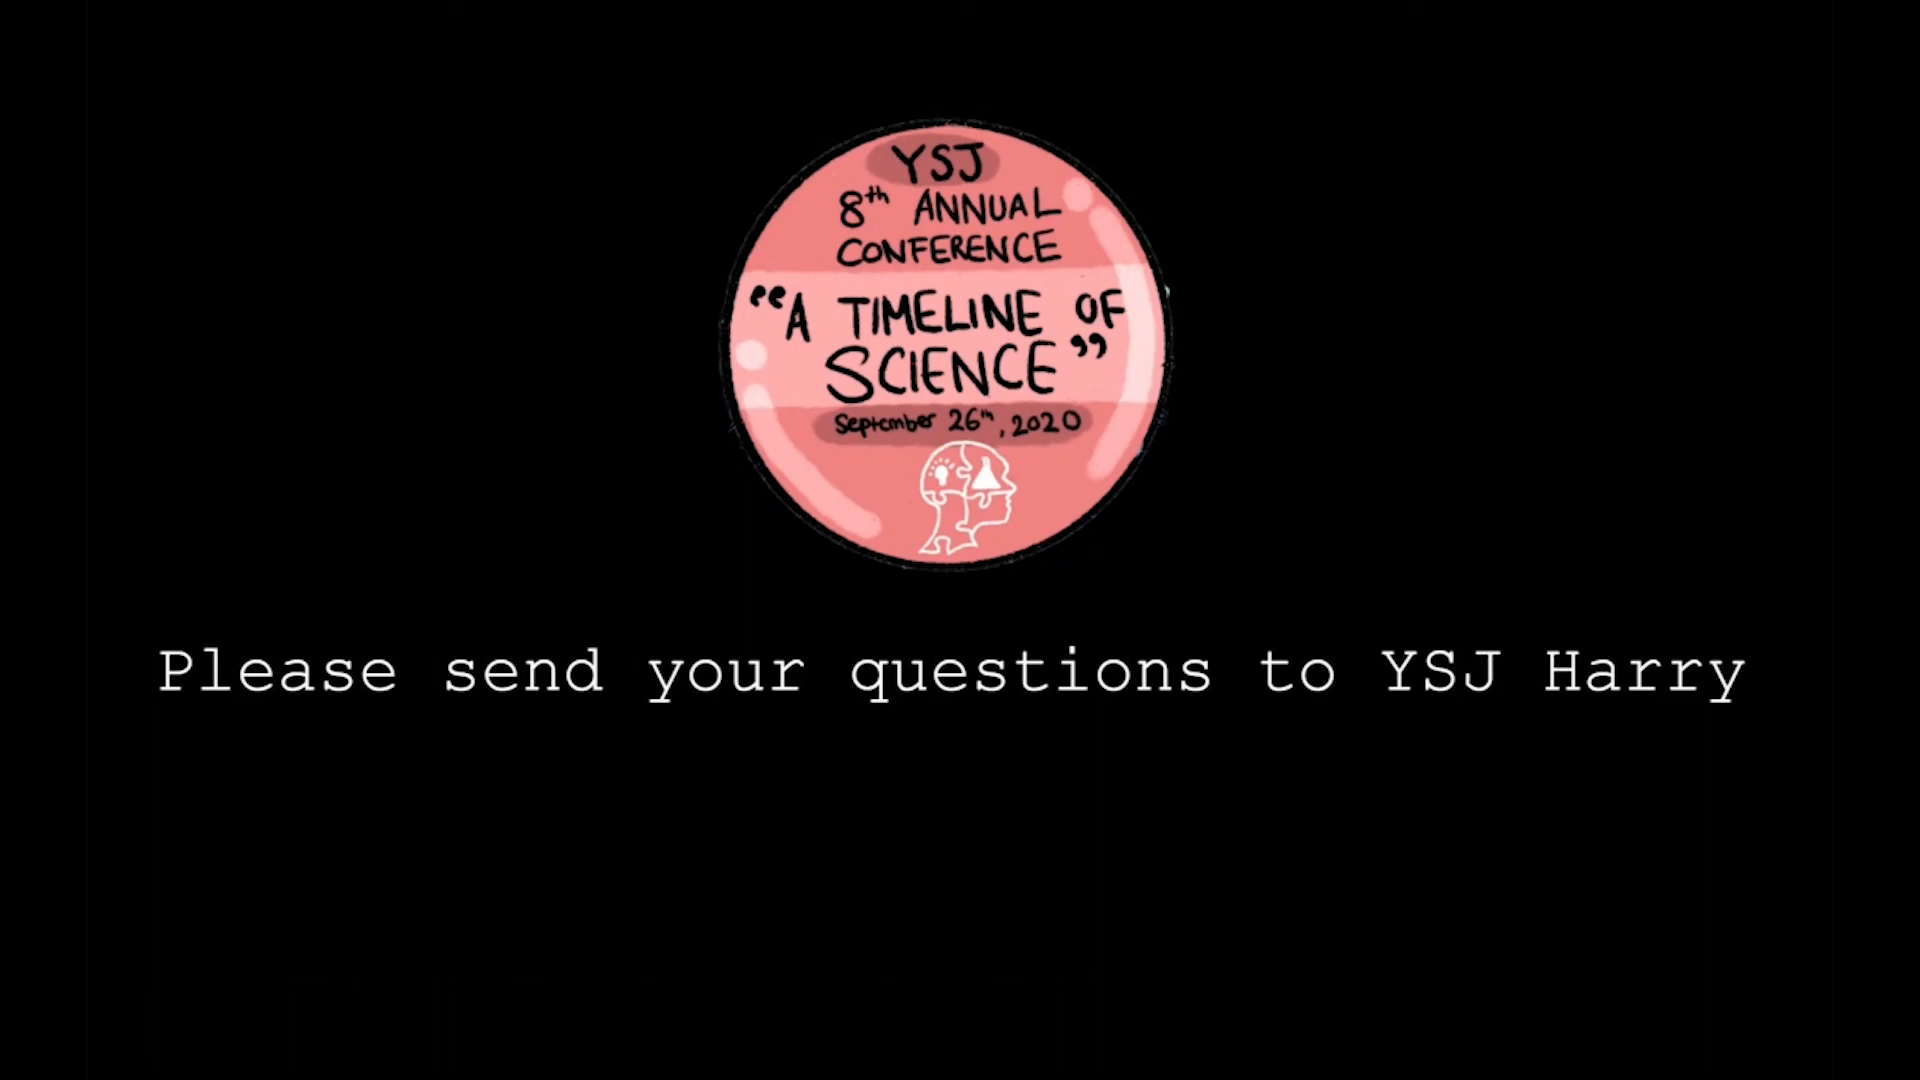 YSJ
8th ANNUAL
CONFERENCE
“A TIMELINE OF
SCIENCE”
September 26th, 2020
Please send your questions to YSJ Harry